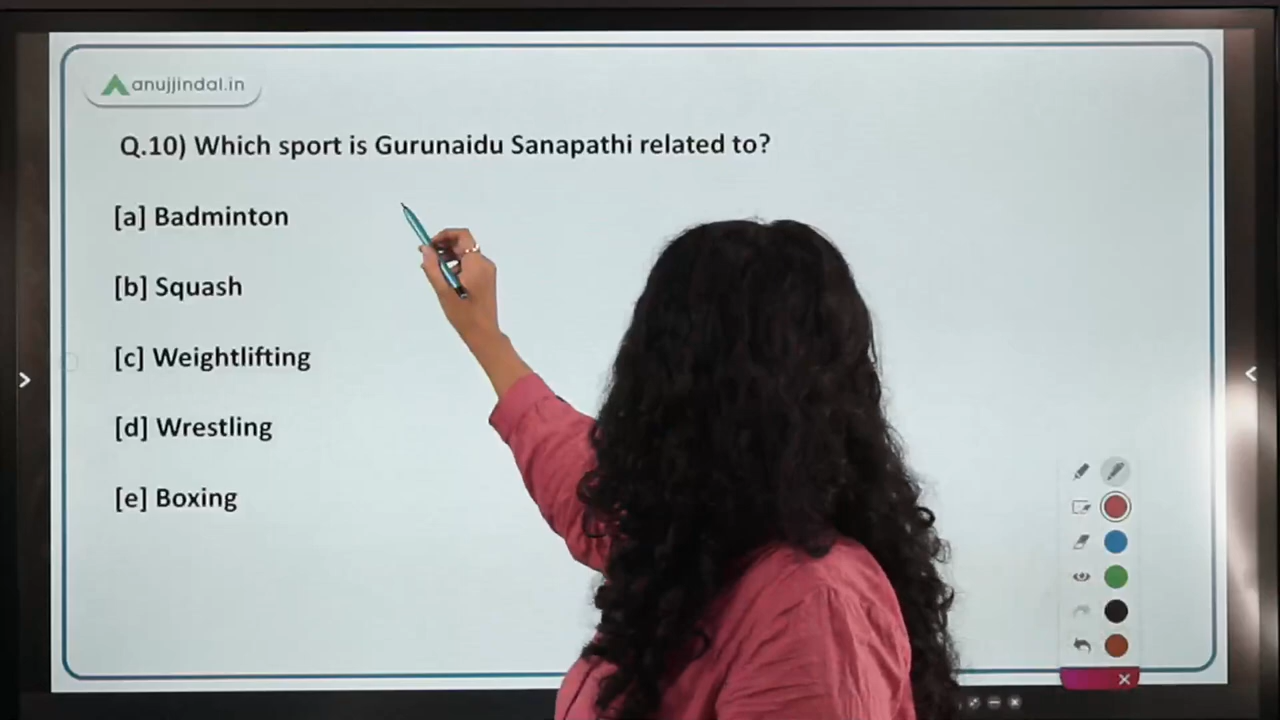 anujjindal.in
Q.10) Which sport is Gurunaidu Sanapathi related to?
[a] Badminton
[b] Squash
[c] Weightlifting
[d] Wrestling
[e] Boxing